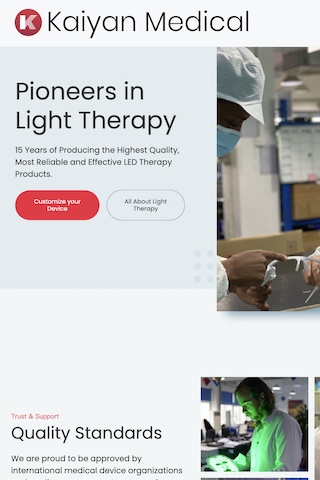 K Kaiyan Medical
Pioneers in
Light Therapy
15 Years of Producing the Highest Quality,
Most Reliable and Effective LED Therapy
Products.
Customize your
Device
All About Light
Therapy
Trust & Support
Quality Standards
We are proud to be approved by
international medical device organizations